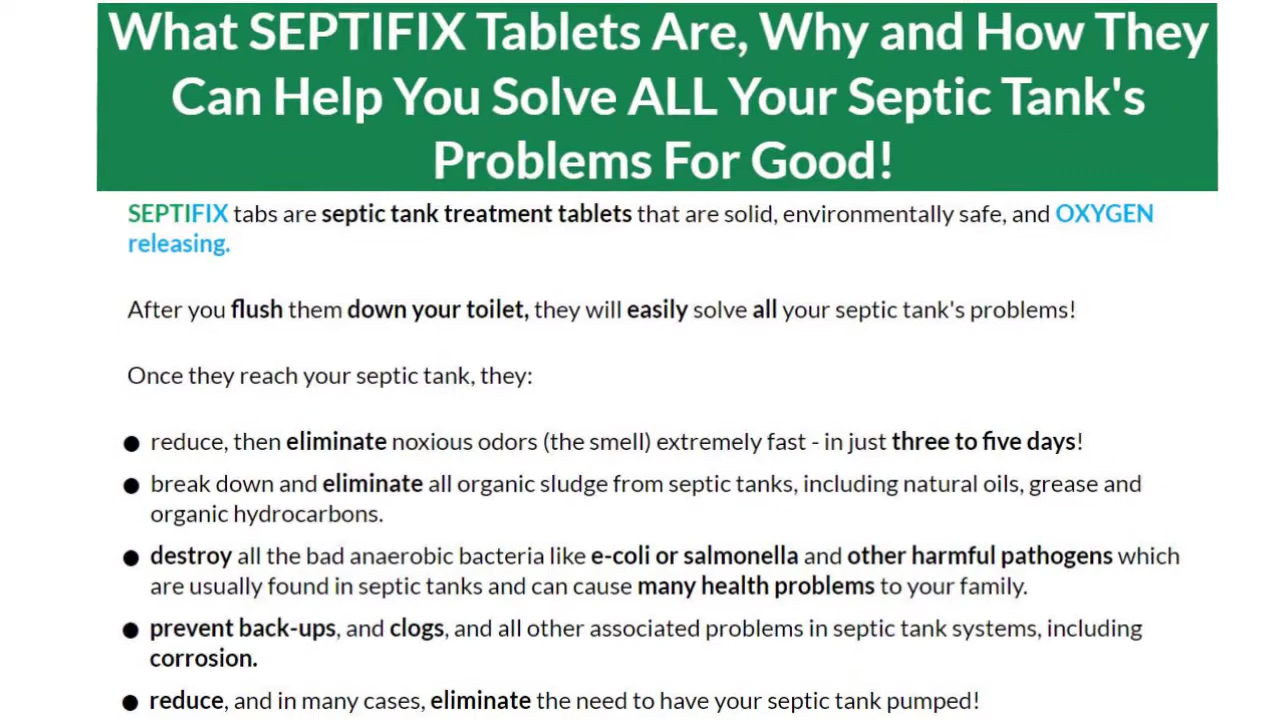 What SEPTIFIX Tablets Are, Why and How They
Can Help You Solve ALL Your Septic Tank's
Problems For Good!
SEPTIFIX tabs are septic tank treatment tablets that are solid, environmentally safe, and OXYGEN
releasing.
After you flush them down your toilet, they will easily solve all your septic tank's problems!
Once they reach your septic tank, they:
● reduce, then eliminate noxious odors (the smell) extremely fast - in just three to five days!
● break down and eliminate all organic sludge from septic tanks, including natural oils, grease and
organic hydrocarbons.
● destroy all the bad anaerobic bacteria like e-coli or salmonella and other harmful pathogens which
are usually found in septic tanks and can cause many health problems to your family.
● prevent back-ups, and clogs, and all other associated problems in septic tank systems, including
corrosion.
● reduce, and in many cases, eliminate the need to have your septic tank pumped!